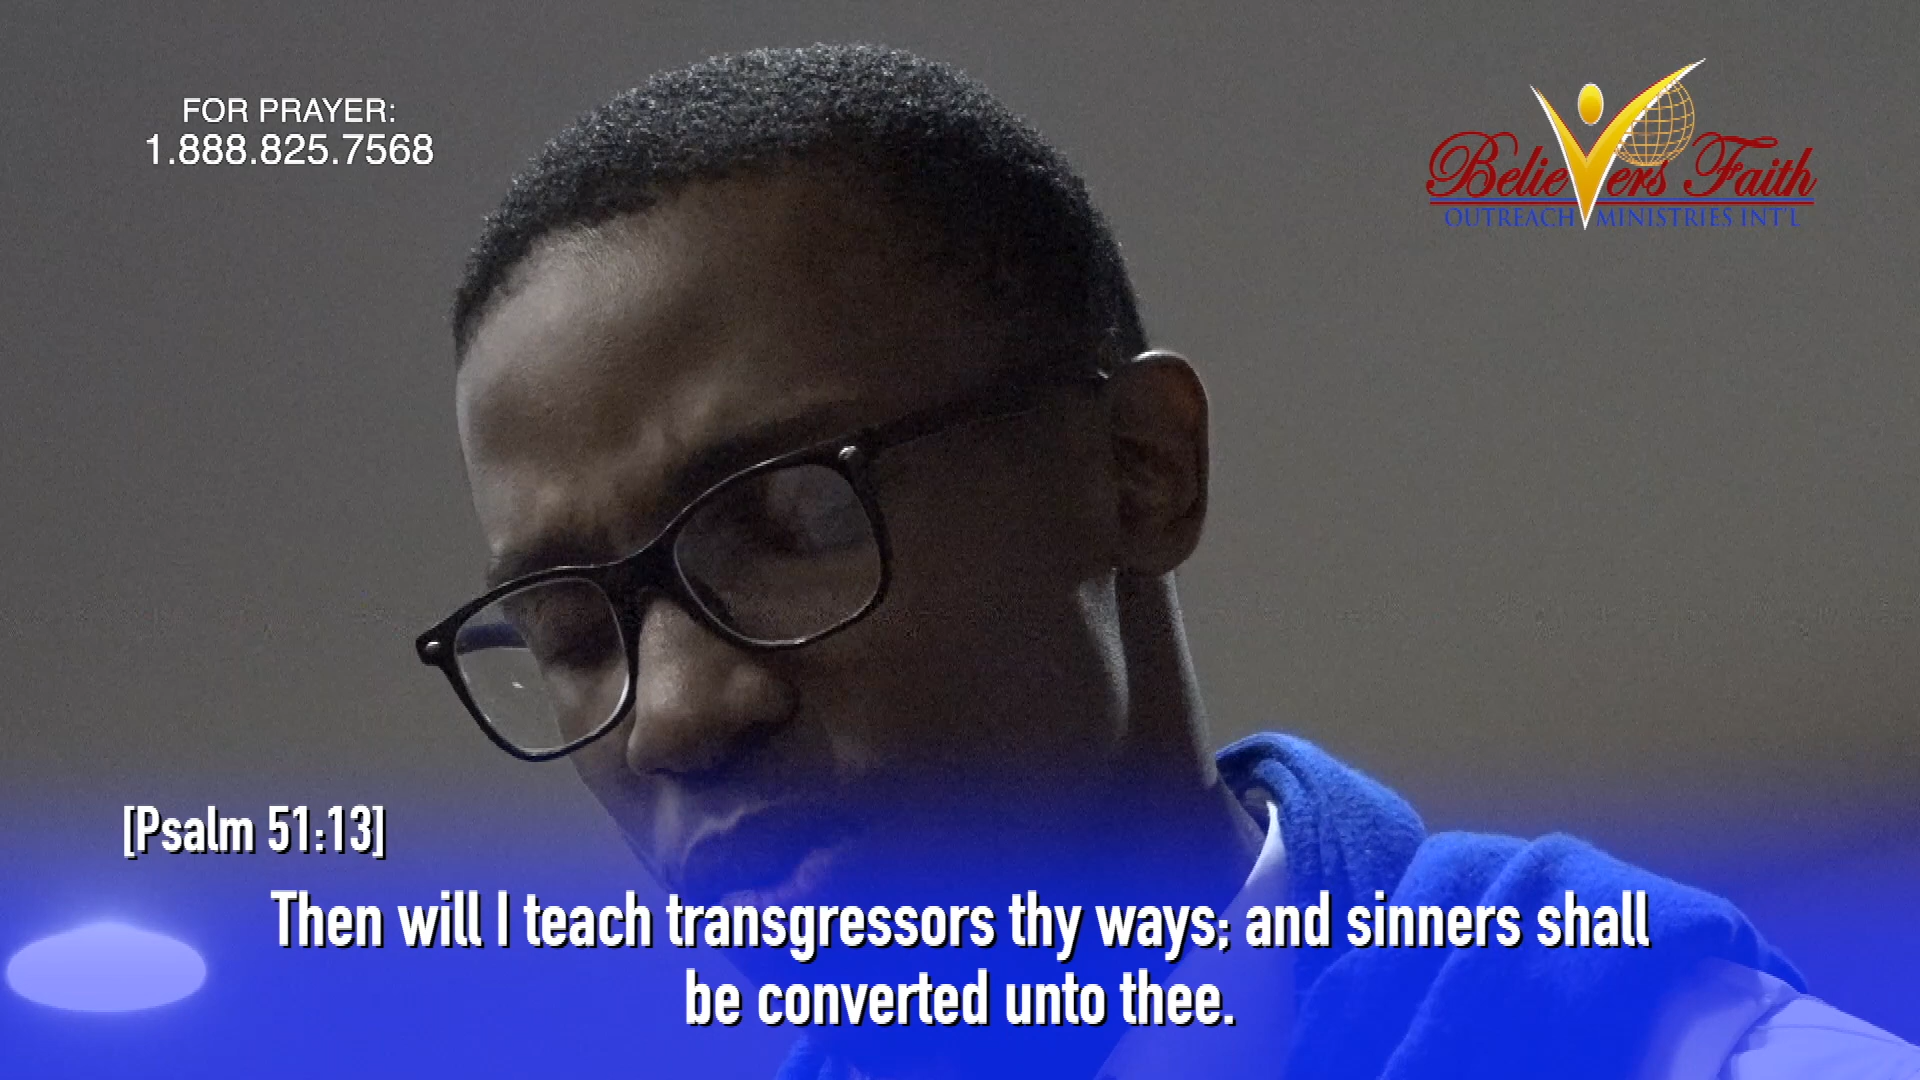 FOR PRAYER:
1.888.825.7568
Believers Faith
OUTREACH MINISTRIES INT'L
[Psalm 51:13]
Then will I teach transgressors thy ways; and sinners shall
be converted unto thee.